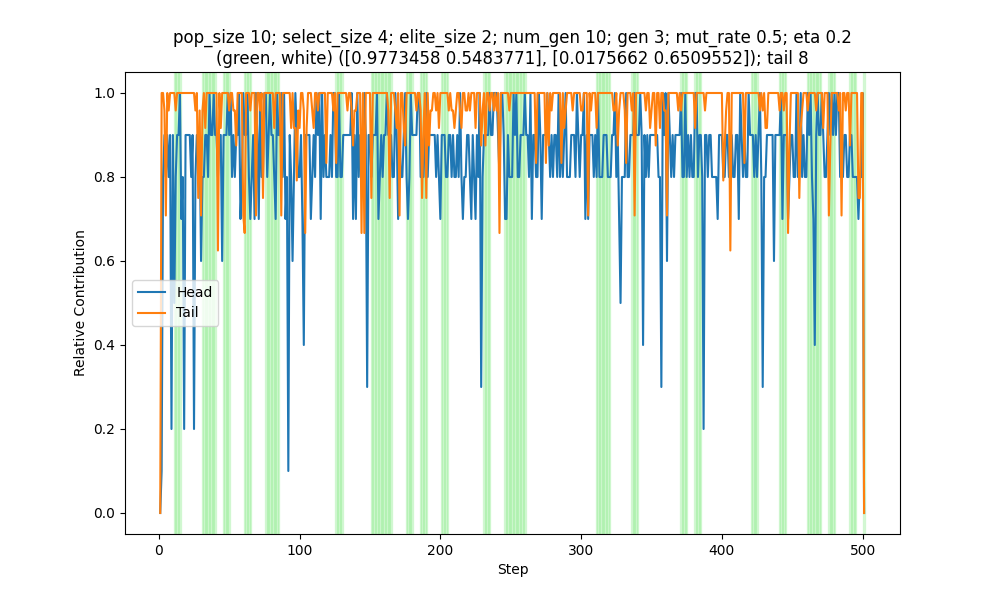 pop_size 10; select_size 4; elite_size 2; num_gen 10; gen 3; mut_rate 0.5; eta 0.2
(green, white) ([0.9773458 0.5483771], [0.0175662 0.6509552]); tail 8
1.0
0.8
0.6
0.4
0.2
0.0
Relative Contribution
Head
Tail
0 100 200 300 400 500
Step